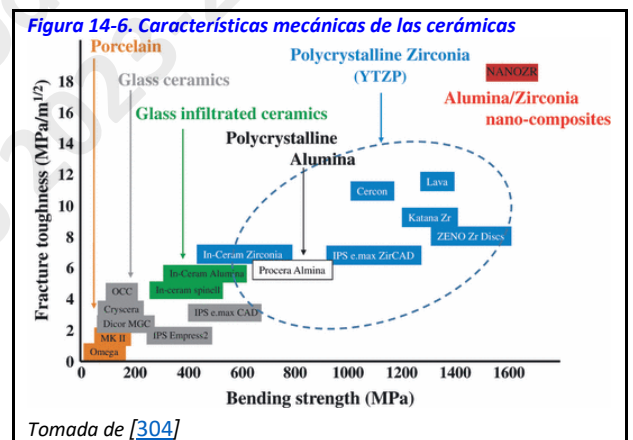 Figura 14-6. Características mecánicas de las cerámicas
Porcelain
Polycrystalline Zirconia
(YTZP)
NANOZR
Glass ceramics
Alumina/Zirconia
nano-composites
Glass infiltrated ceramics
Polycrystalline
Alumina
Fracture toughness (MPa/m1/2)
18
16
14
12
10
8
6
4
2
0
Cercon
Lava
Katana Zr
ZENO Zr Discs
In-Ceram Zirconia
IPS e.max ZirCAD
In-Ceram Alumina
Procera Almina
OCC
In-ceram spinell
Cryscera
IPS e.max CAD
Dicor MGC
MK II
IPS Empress2
Omega
0 200 400 600 800 1000 1200 1400 1600
Bending strength (MPa)
Tomada de [304]